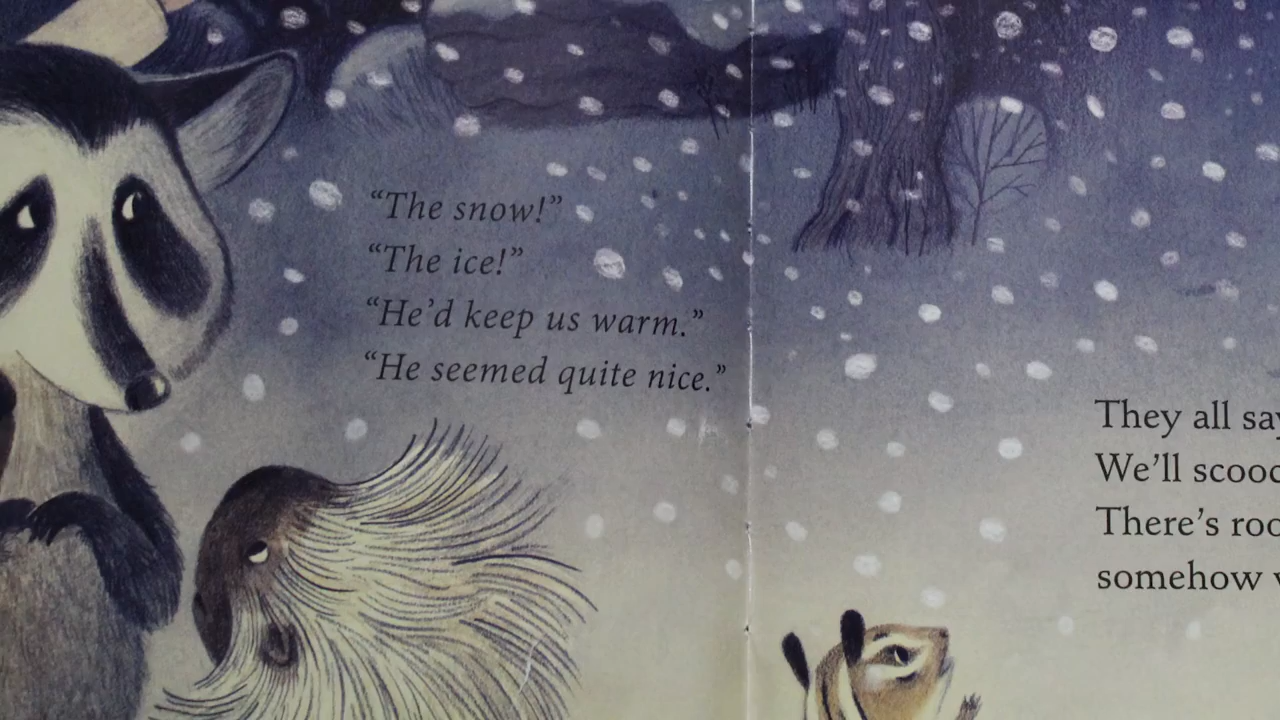 “The snow!”
“The ice!”
“He’d keep us warm.”
“He seemed quite nice.”
They all
We’ll
There’s
somehow